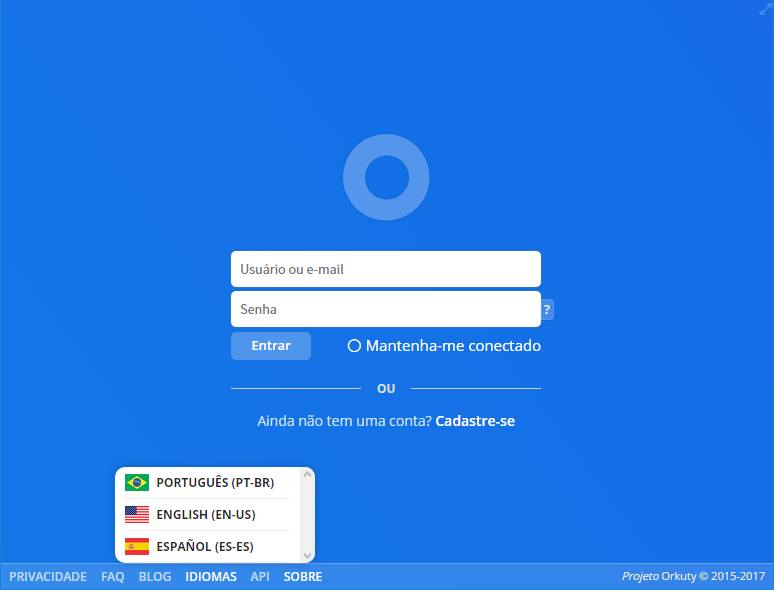 Usuário ou e-mail
Senha ?
Entrar Mantenha-me conectado
OU
Ainda não tem uma conta? Cadastre-se
PORTUGUÊS (PT-BR)
ENGLISH (EN-US)
ESPAÑOL (ES-ES)
PRIVACIDADE FAQ BLOG IDIOMAS API SOBRE Projeto Orkuty © 2015-2017